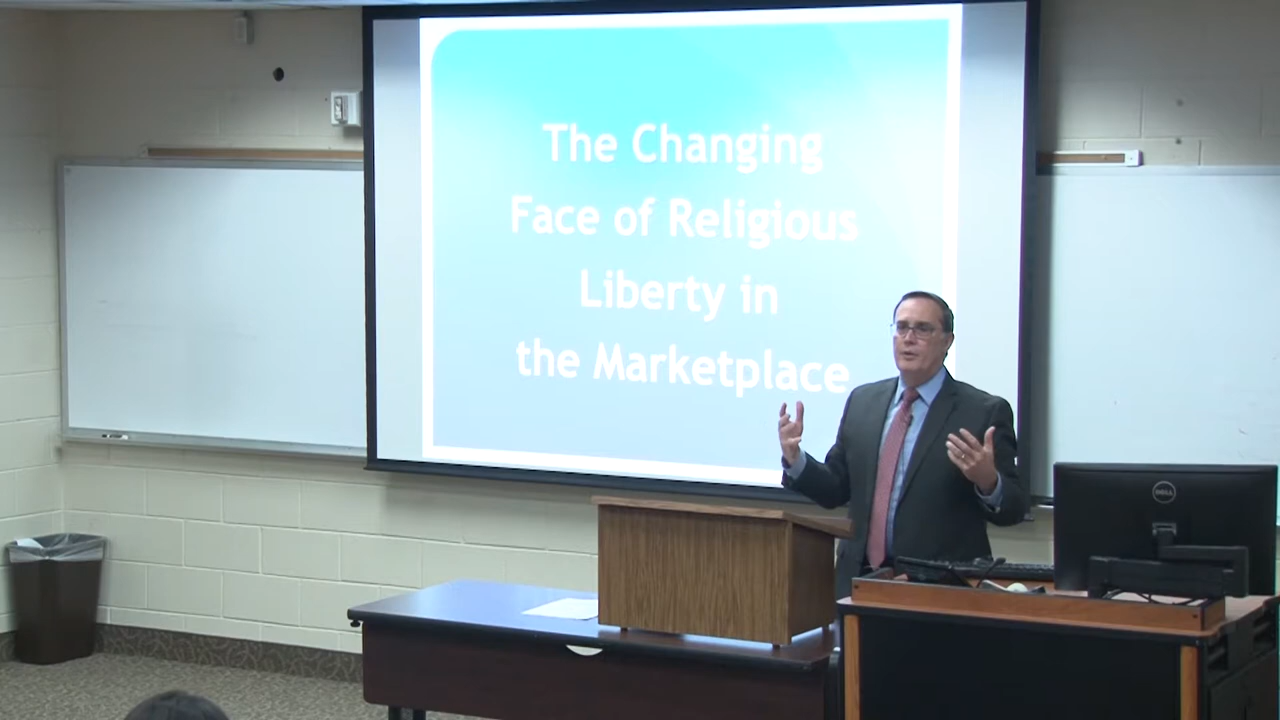 The Changing
Face of Religious
Liberty in
the Marketplace
DELL